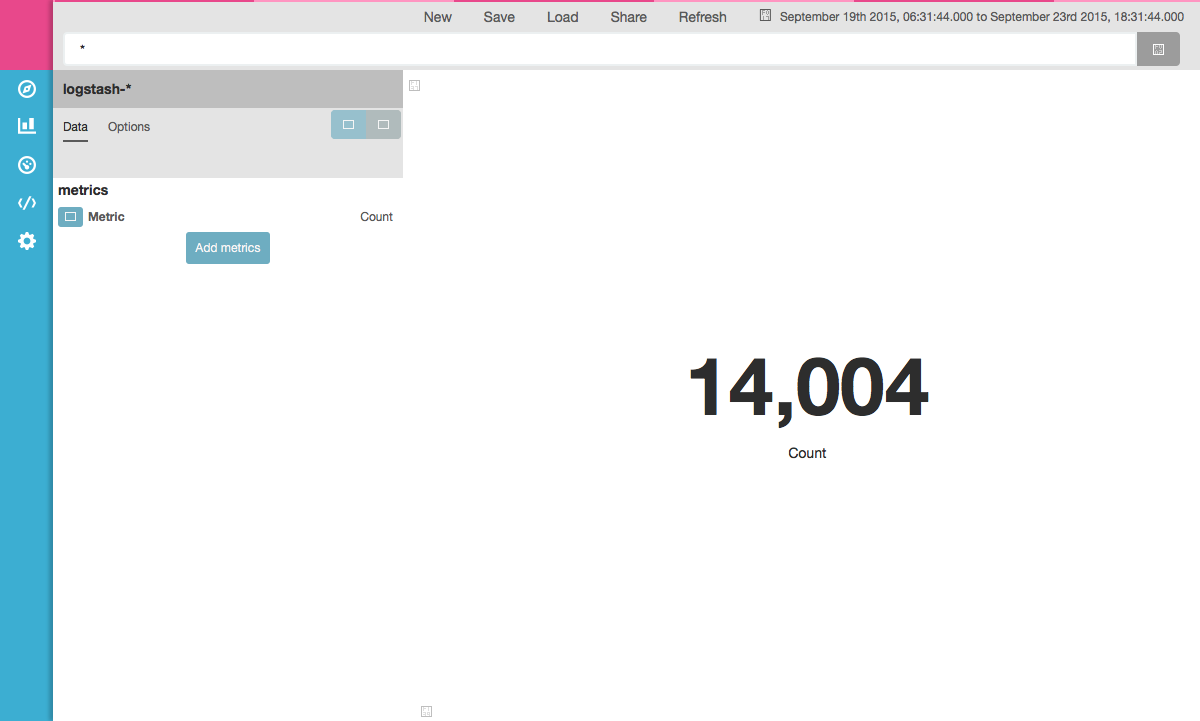 New Save Load Share Refresh September 19th 2015, 06:31:44.000 to September 23rd 2015, 18:31:44.000
*
logstash-*
Data Options
metrics
Metric Count
Add metrics
14,004
Count